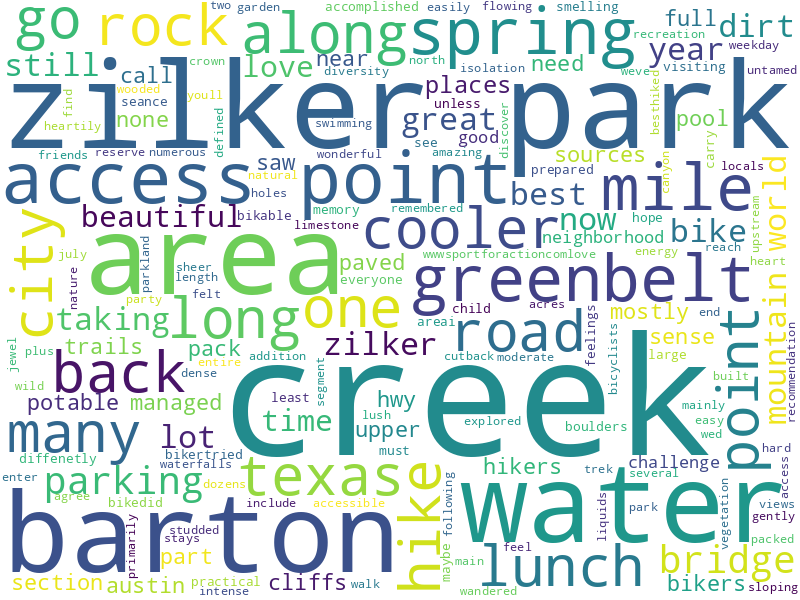 two garden accomplished easily flowing smelling
go rock along spring full dirt
recreation
crown north isolation weve weekday
still call love near need year visiting
diversity untamed
zilker park
find wooded youll seance places unless
none great pool besthiked
heartily defined discover carry
friends reserve numerous swimming see good
wonderful amazing prepared locals
saw sources canyon
access point best mile world
natural holes
beautiful bikable memory remembered hope
limestone cooler now bike
neighborhood energy reach upstream
city july parkland sheer length felt paved wwwsportforactioncomlove heart
area everyone greenbelt
nature party child acres
taking long one areai mostly end mountain
road feelings sense
jewel plus trails pack zilker bicyclists built recommendation
addition cutback moderate large
wild entire dense back segment creek easy
potable managed least hwy explored mainly
lush boulders wed
many lot time upper must point
diffenetly bikertried hikers trek challenge hard
enter waterfalls several access
parking texase
agree bikedid dozens include accessible hike following water liquids park vegetation views
studded gently
barton primarily stays feel packed
part maybe main lunch bridge
section austin practical cliffs walk bikers
intense wandered sloping